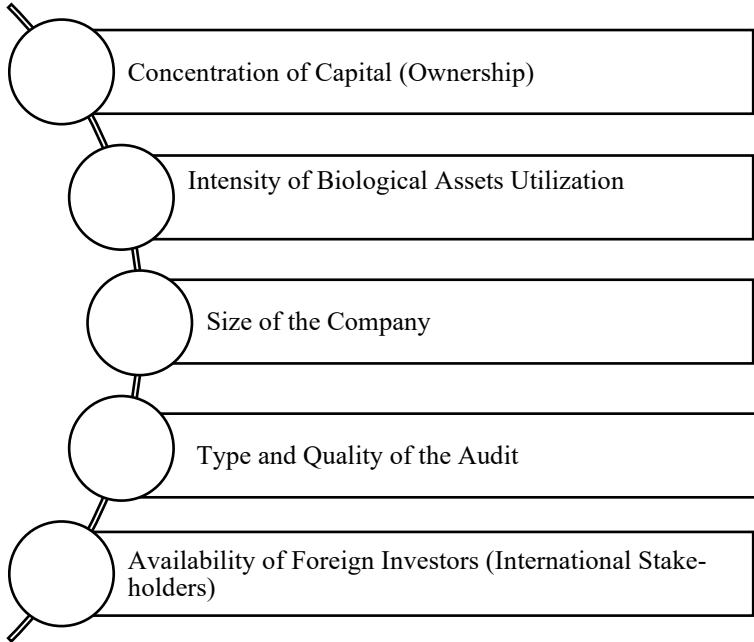 Concentration of Capital (Ownership)
Intensity of Biological Assets Utilization
Size of the Company
Type and Quality of the Audit
Availability of Foreign Investors (International Stake-
holders)